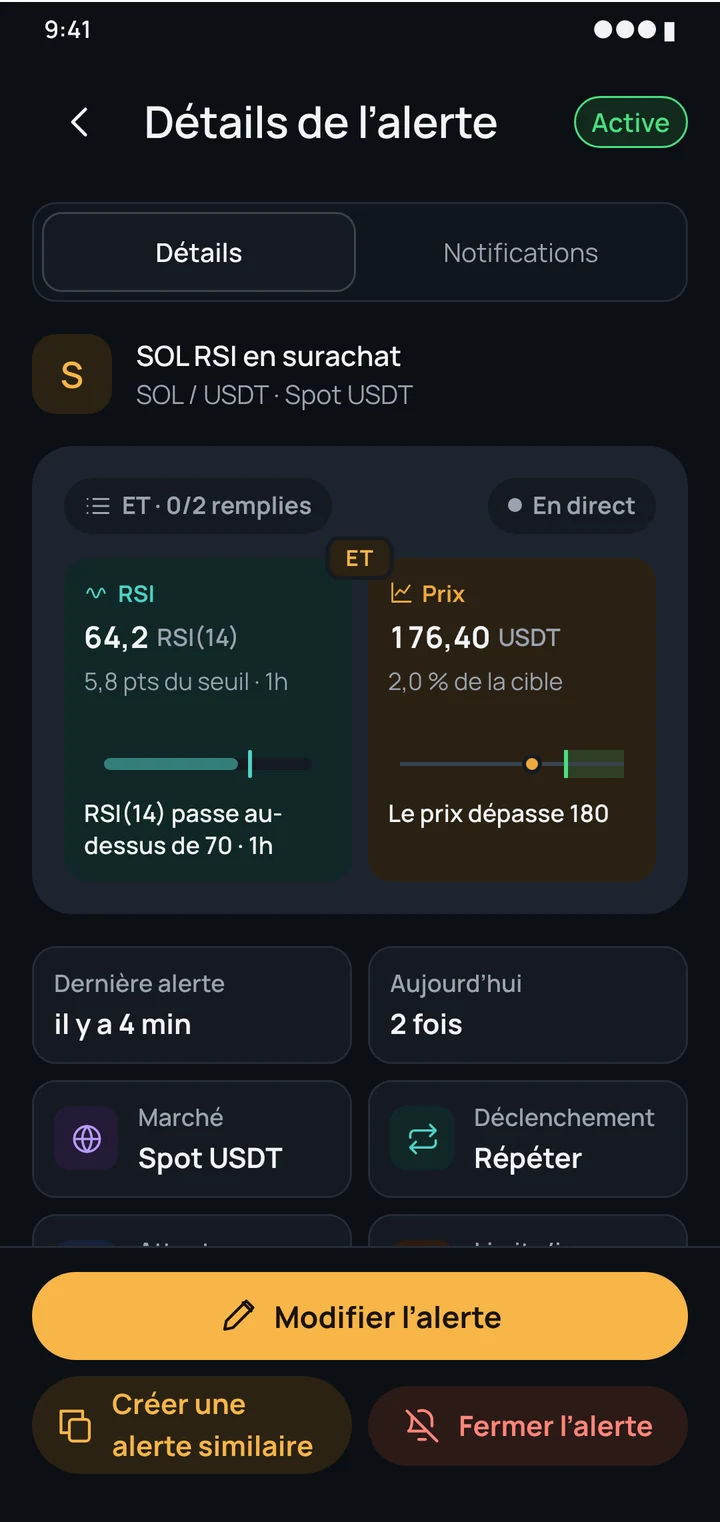 9:41
Détails de l’alerte
Active
Détails
Notifications
S
SOL RSI en surachat
SOL / USDT · Spot USDT
ET · 0/2 remplies
En direct
ET
RSI
64,2 RSI(14)
5,8 pts du seuil · 1h
RSI(14) passe au-
dessus de 70 · 1h
Prix
176,40 USDT
2,0 % de la cible
Le prix dépasse 180
Dernière alerte
il y a 4 min
Aujourd’hui
2 fois
Marché
Spot USDT
Déclenchement
Répéter
Modifier l’alerte
Créer une
alerte similaire
Fermer l’alerte